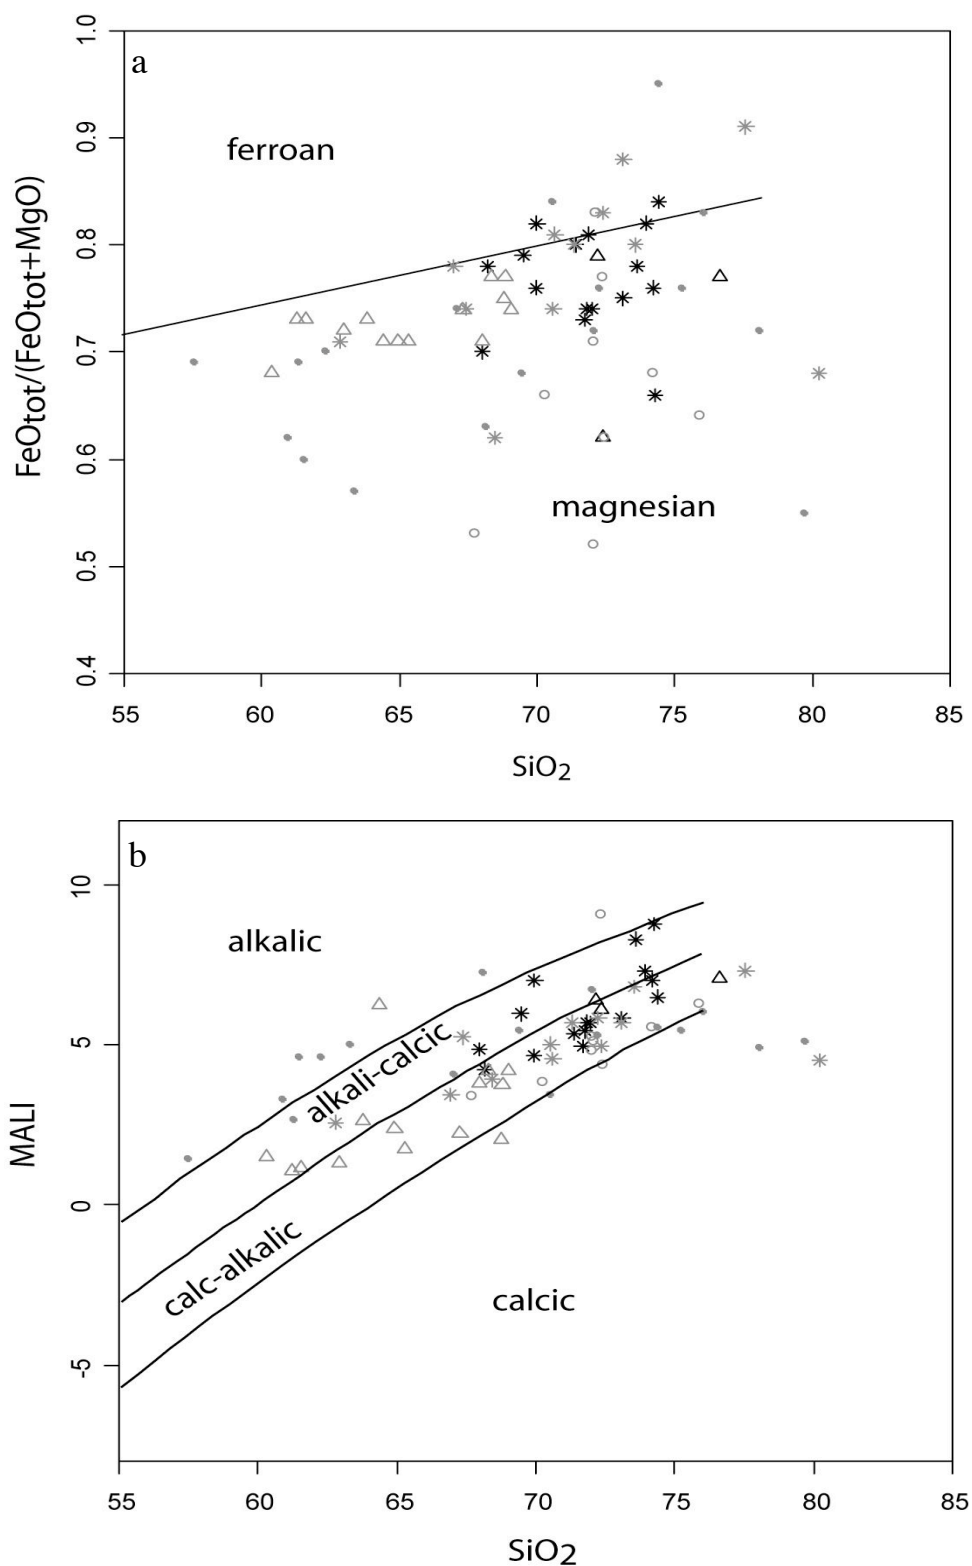 a
ferroan
magnesian
FeOtot/(FeOtot+MgO)
1.0
0.9
0.8
0.7
0.6
0.5
0.4
55 60 65 70 75 80 85
SiO2
b
alkalic
alkali-calcic
calc-alkalic
calcic
MALI
10
5
0
-5
55 60 65 70 75 80 85
SiO2